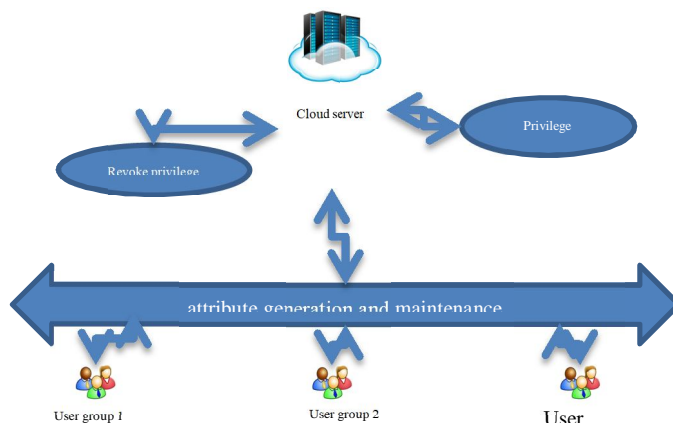 Cloud server
Privilege
Revoke privilege
attribute generation and maintenance
User group 1
User group 2
User